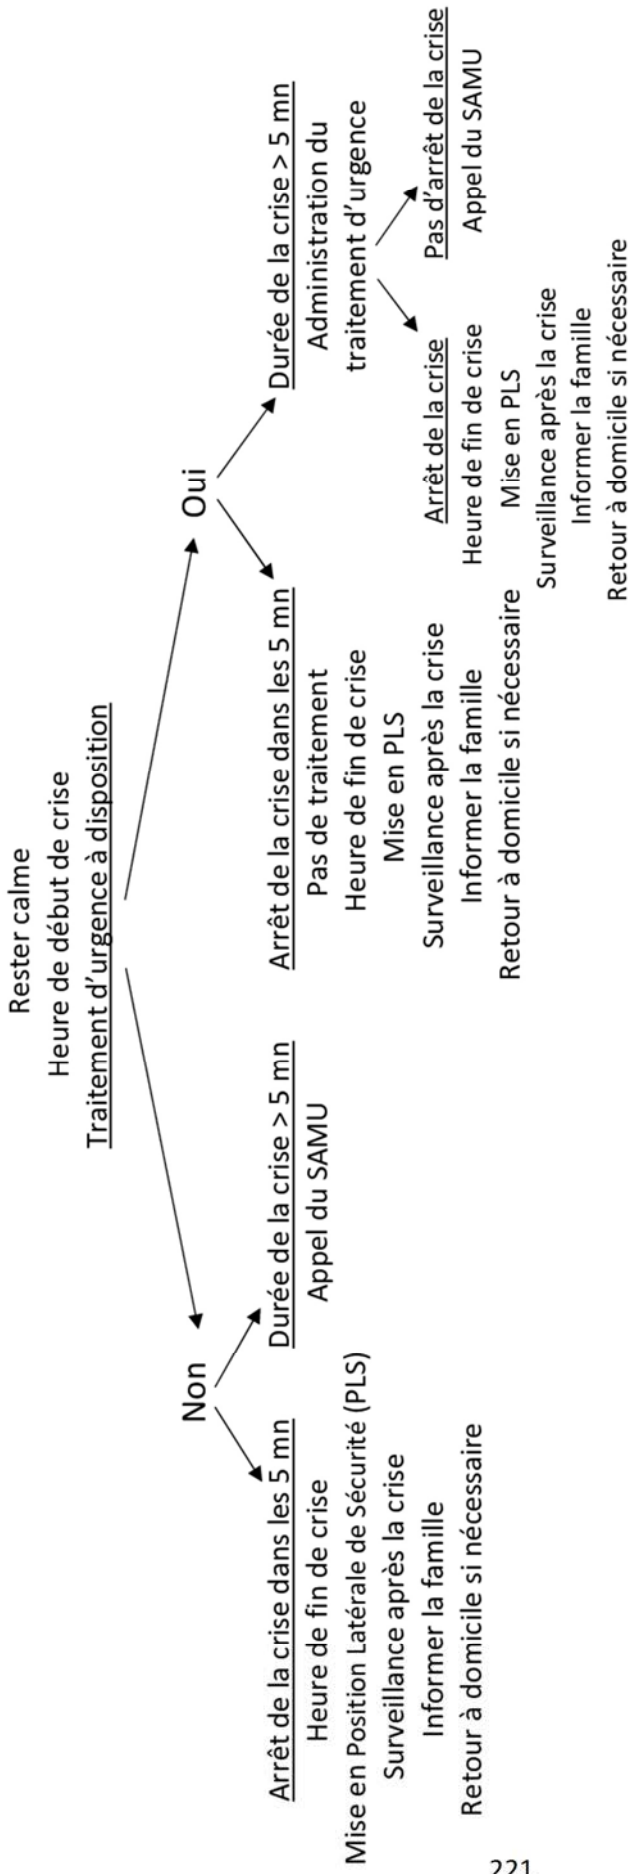 Rester calme
Heure de début de crise
Traitement d'urgence à disposition
Non
Oui
Arrêt de la crise dans les 5 mn
Heure de fin de crise
Mise en Position Latérale de Sécurité (PLS)
Surveillance après la crise
Informer la famille
Retour à domicile si nécessaire
Durée de la crise > 5 mn
Appel du SAMU
Arrêt de la crise dans les 5 mn
Pas de traitement
Heure de fin de crise
Mise en PLS
Surveillance après la crise
Informer la famille
Retour à domicile si nécessaire
Durée de la crise > 5 mn
Administration du
traitement d'urgence
Arrêt de la crise
Heure de fin de crise
Mise en PLS
Surveillance après la crise
Informer la famille
Retour à domicile si nécessaire
Pas d'arrêt de la crise
Appel du SAMU
221